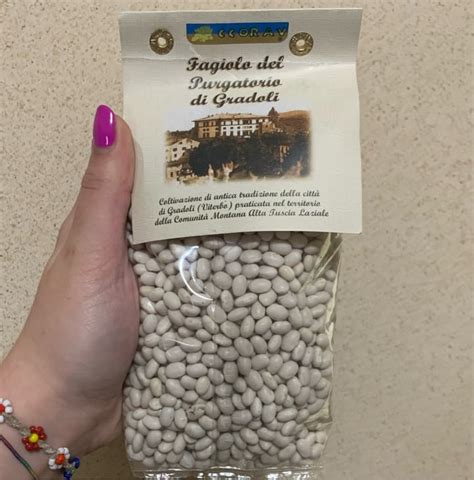 CCORAV
Fagiolo del
Purgatorio
di Gradoli
Coltivazione di antica tradizione della città
di Gradoli (Viterbo) praticata nel territorio
della Comunità Montana Alta Tuscia Laziale